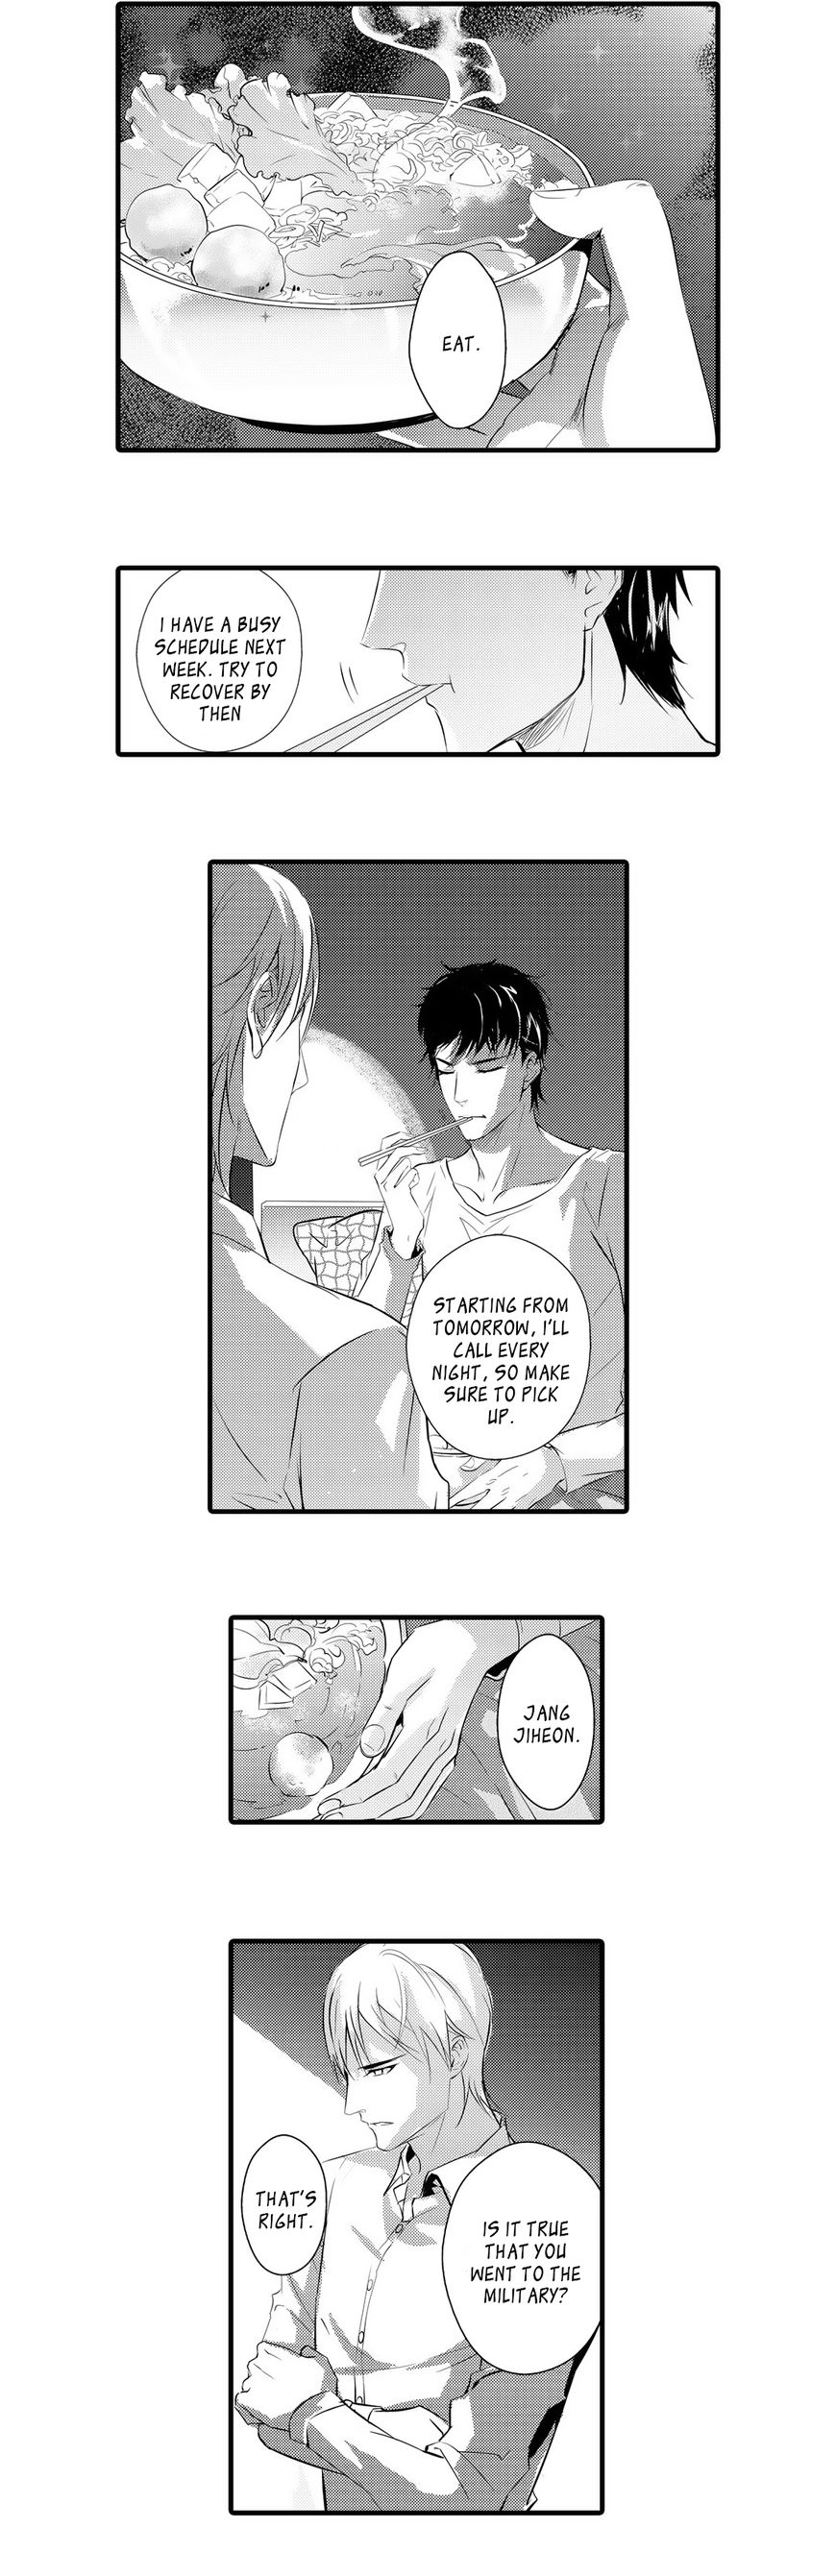 EAT.
I HAVE A BUSY
SCHEDULE NEXT
WEEK. TRY TO
RECOVER BY
THEN
STARTING FROM
TOMORROW, I'LL
CALL EVERY
NIGHT, SO MAKE
SURE TO PICK
UP.
JANG
JIHEON.
IS IT TRUE
THAT YOU
WENT TO THE
MILITARY?
THAT'S
RIGHT.